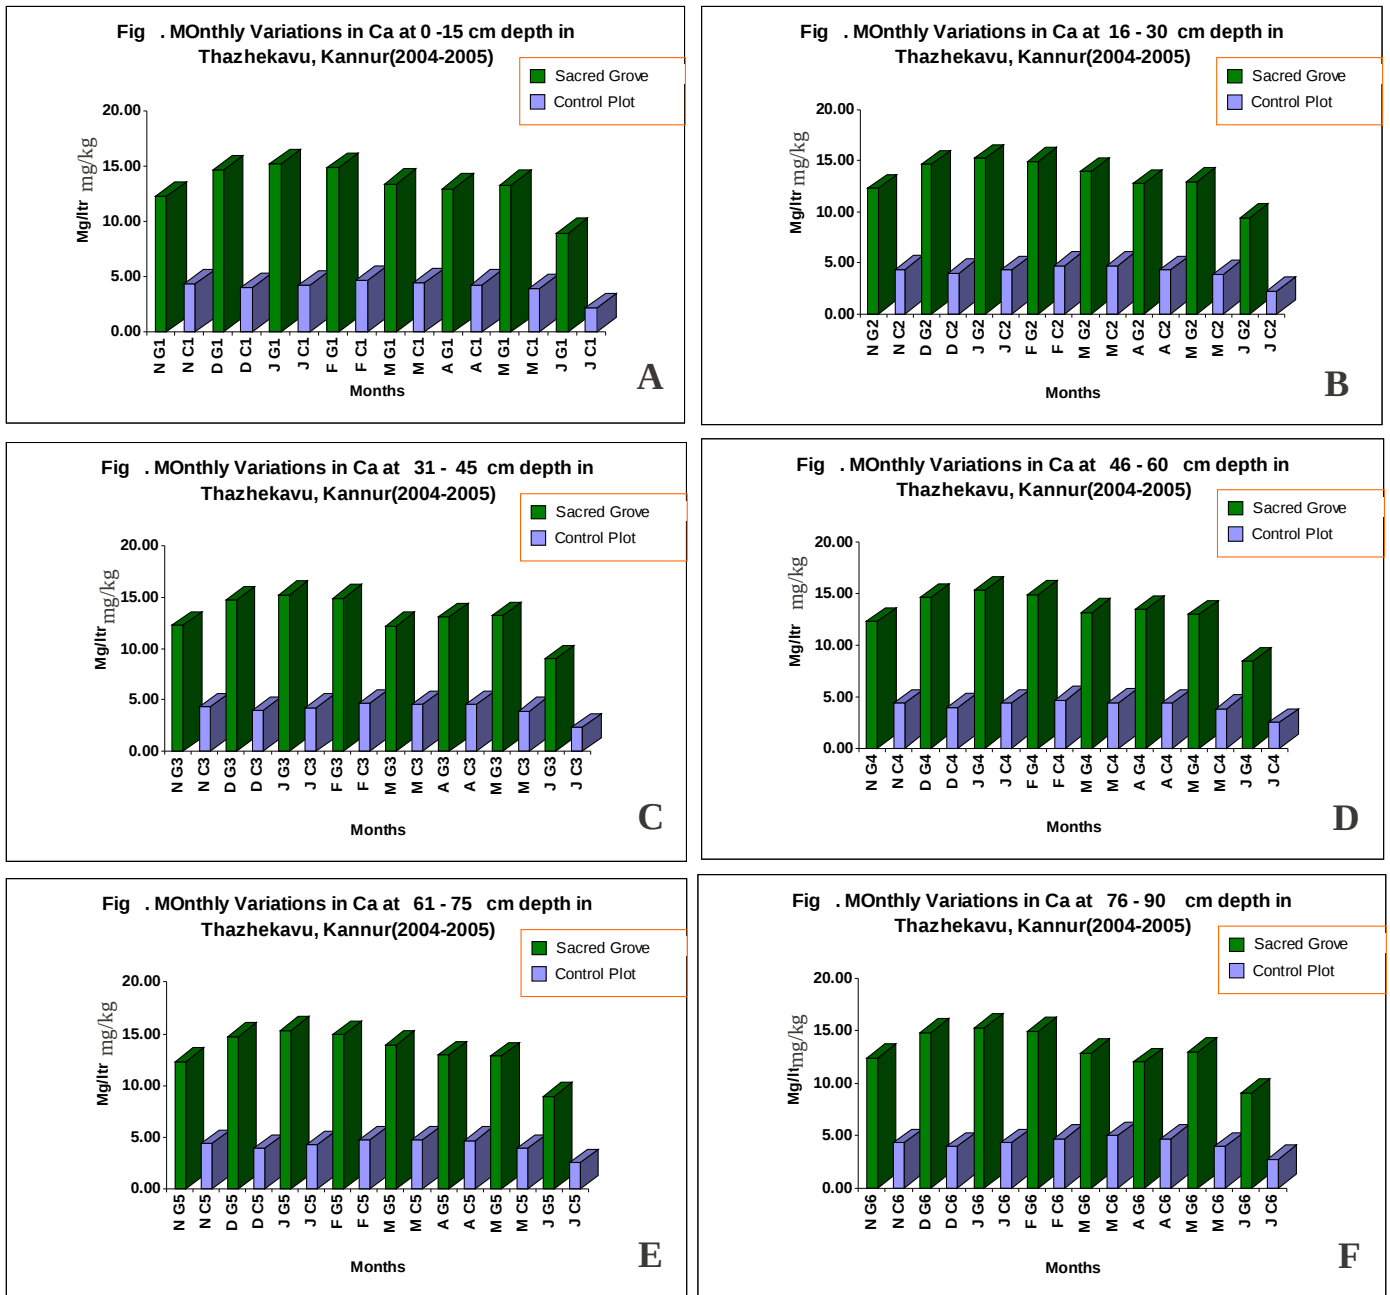 Fig . MOnthly Variations in Ca at 0 -15 cm depth in
Thazhekavu, Kannur(2004-2005)
Sacred Grove
Control Plot
20.00
15.00
10.00
5.00
0.00
Mg/ltr mg/kg
N G1
N C1
D G1
D C1
J G1
J C1
F G1
F C1
M G1
M C1
A G1
A C1
M G1
M C1
J G1
J C1
Months
A
Fig . MOnthly Variations in Ca at 16 - 30 cm depth in
Thazhekavu, Kannur(2004-2005)
Sacred Grove
Control Plot
20.00
15.00
10.00
5.00
0.00
Mg/ltr mg/kg
N G2
N C2
D G2
D C2
J G2
J C2
F G2
F C2
M G2
M C2
A G2
A C2
M G2
M C2
J G2
J C2
Months
B
Fig . MOnthly Variations in Ca at 31 - 45 cm depth in
Thazhekavu, Kannur(2004-2005)
Sacred Grove
Control Plot
20.00
15.00
10.00
5.00
0.00
Mg/ltr mg/kg
N G3
N C3
D G3
D C3
J G3
J C3
F G3
F C3
M G3
M C3
A G3
A C3
M G3
M C3
J G3
J C3
Months
C
Fig . MOnthly Variations in Ca at 46 - 60 cm depth in
Thazhekavu, Kannur(2004-2005)
Sacred Grove
Control Plot
20.00
15.00
10.00
5.00
0.00
Mg/ltr mg/kg
N G4
N C4
D G4
D C4
J G4
J C4
F G4
F C4
M G4
M C4
A G4
A C4
M G4
M C4
J G4
J C4
Months
D
Fig . MOnthly Variations in Ca at 61 - 75 cm depth in
Thazhekavu, Kannur(2004-2005)
Sacred Grove
Control Plot
20.00
15.00
10.00
5.00
0.00
Mg/ltr mg/kg
N G5
N C5
D G5
D C5
J G5
J C5
F G5
F C5
M G5
M C5
A G5
A C5
M G5
M C5
J G5
J C5
Months
E
Fig . MOnthly Variations in Ca at 76 - 90 cm depth in
Thazhekavu, Kannur(2004-2005)
Sacred Grove
Control Plot
20.00
15.00
10.00
5.00
0.00
Mg/lt mg/kg
N G6
N C6
D G6
D C6
J G6
J C6
F G6
F C6
M G6
M C6
A G6
A C6
M G6
M C6
J G6
J C6
Months
F